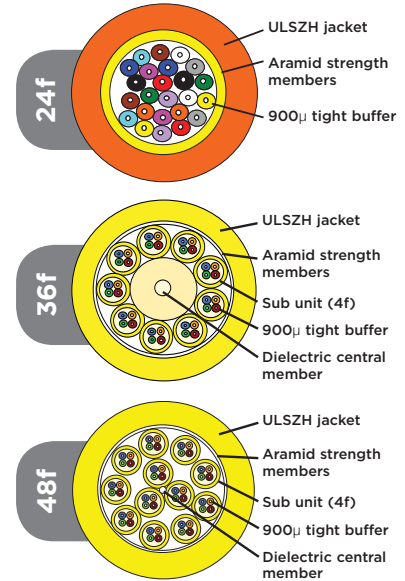 24f
ULSZH jacket
Aramid strength
members
900μ tight buffer
36f
ULSZH jacket
Aramid strength
members
Sub unit (4f)
900μ tight buffer
Dielectric central
member
48f
ULSZH jacket
Aramid strength
members
Sub unit (4f)
900μ tight buffer
Dielectric central
member